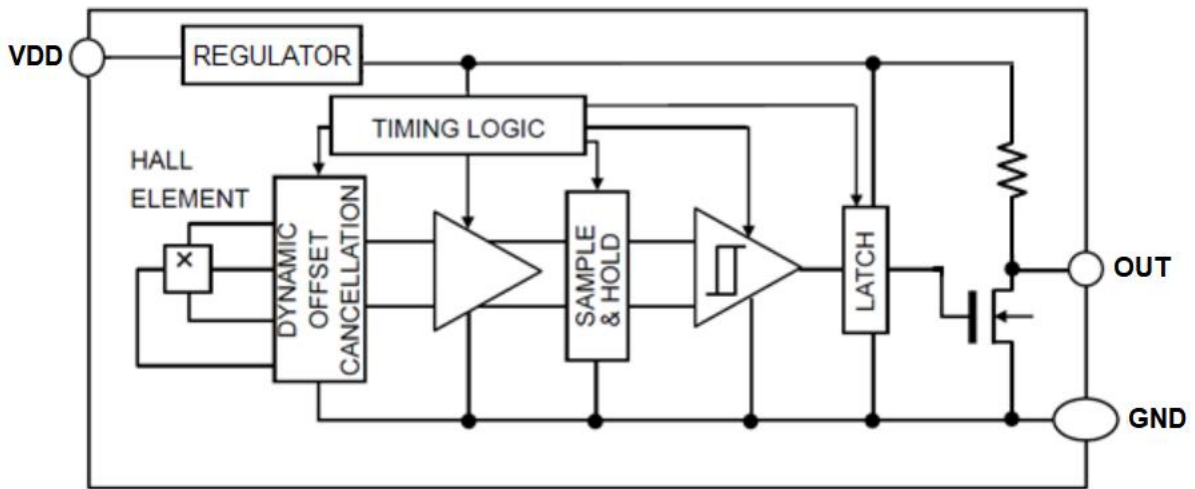 VDD
REGULATOR
TIMING LOGIC
HALL
ELEMENT
DYNAMIC
OFFSET
CANCELLATION
SAMPLE
& HOLD
LATCH
OUT
GND